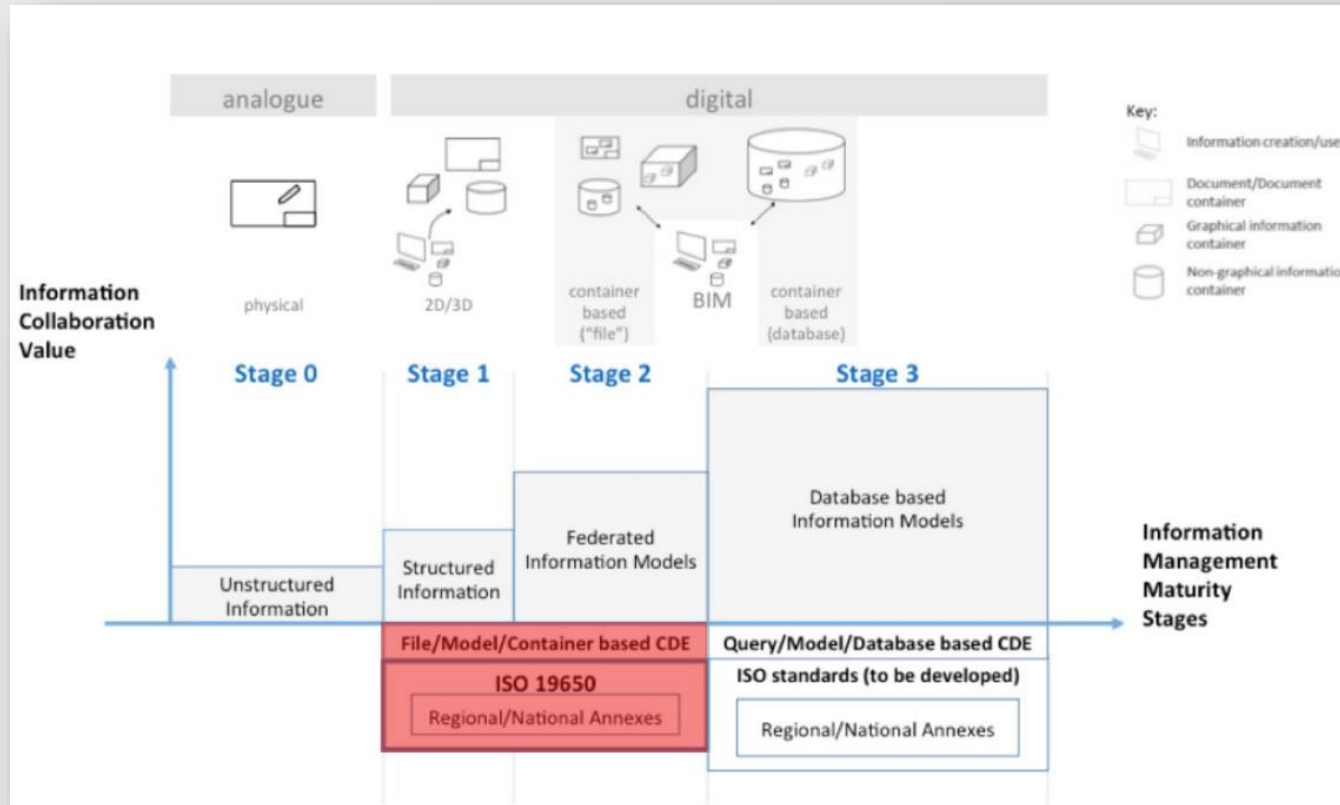 analogue
digital
Key:
Information creation/use
Document/Document
container
Graphical information
container
Non-graphical information
container
physical
2D/3D
container
based
("file")
BIM
container
based
(database)
Information
Collaboration
Value
Stage 0
Stage 1
Stage 2
Stage 3
Unstructured
Information
Structured
Information
Federated
Information Models
Database based
Information Models
Information
Management
Maturity
Stages
File/Model/Container based CDE
Query/Model/Database based CDE
ISO 19650
Regional/National Annexes
ISO standards (to be developed)
Regional/National Annexes